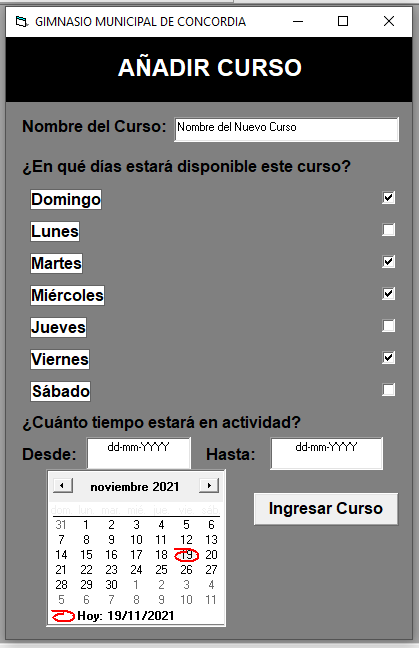 GIMNASIO MUNICIPAL DE CONCORDIA
AÑADIR CURSO
Nombre del Curso: Nombre del Nuevo Curso
¿En qué días estará disponible este curso?
Domingo
Lunes
Martes
Miércoles
Jueves
Viernes
Sábado
¿Cuánto tiempo estará en actividad?
Desde: dd-mm-YYYY Hasta: dd-mm-YYYY
noviembre 2021
dom. lun. mar. mié. jue. vie. sáb.
31 1 2 3 4 5 6
7 8 9 10 11 12 13
14 15 16 17 18 19 20
21 22 23 24 25 26 27
28 29 30 1 2 3 4
5 6 7 8 9 10 11
Hoy: 19/11/2021
Ingresar Curso